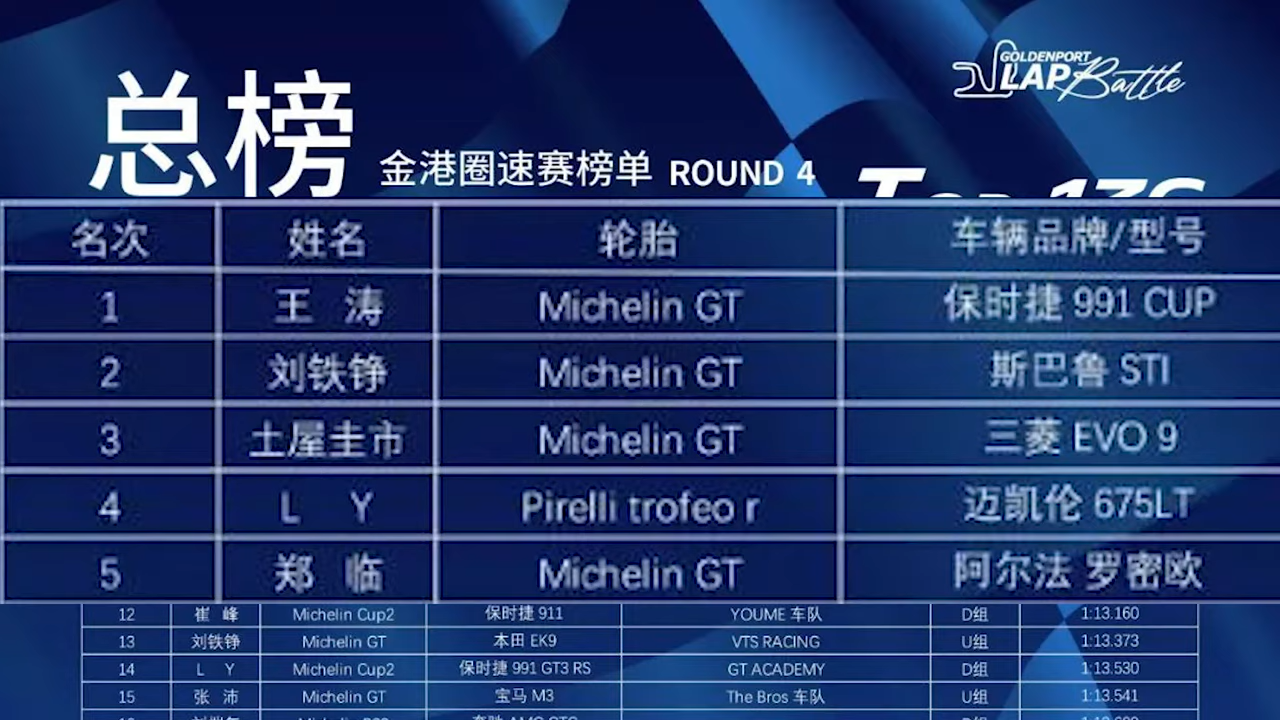 GOLDENPORT
LAP Battle
总榜 金港圈速赛榜单 ROUND 4
名次 姓名 轮胎 车辆品牌/型号
1 王 涛 Michelin GT 保时捷 991 CUP
2 刘铁铮 Michelin GT 斯巴鲁 STI
3 土屋圭市 Michelin GT 三菱 EVO 9
4 L Y Pirelli trofeo r 迈凯伦 675LT
5 郑 临 Michelin GT 阿尔法 罗密欧
12 崔 峰 Michelin Cup2 保时捷 911 YOUME 车队 D组 1:13.160
13 刘铁铮 Michelin GT 本田 EK9 VTS RACING U组 1:13.373
14 L Y Michelin Cup2 保时捷 991 GT3 RS GT ACADEMY D组 1:13.530
15 张 沛 Michelin GT 宝马 M3 The Bros 车队 U组 1:13.541